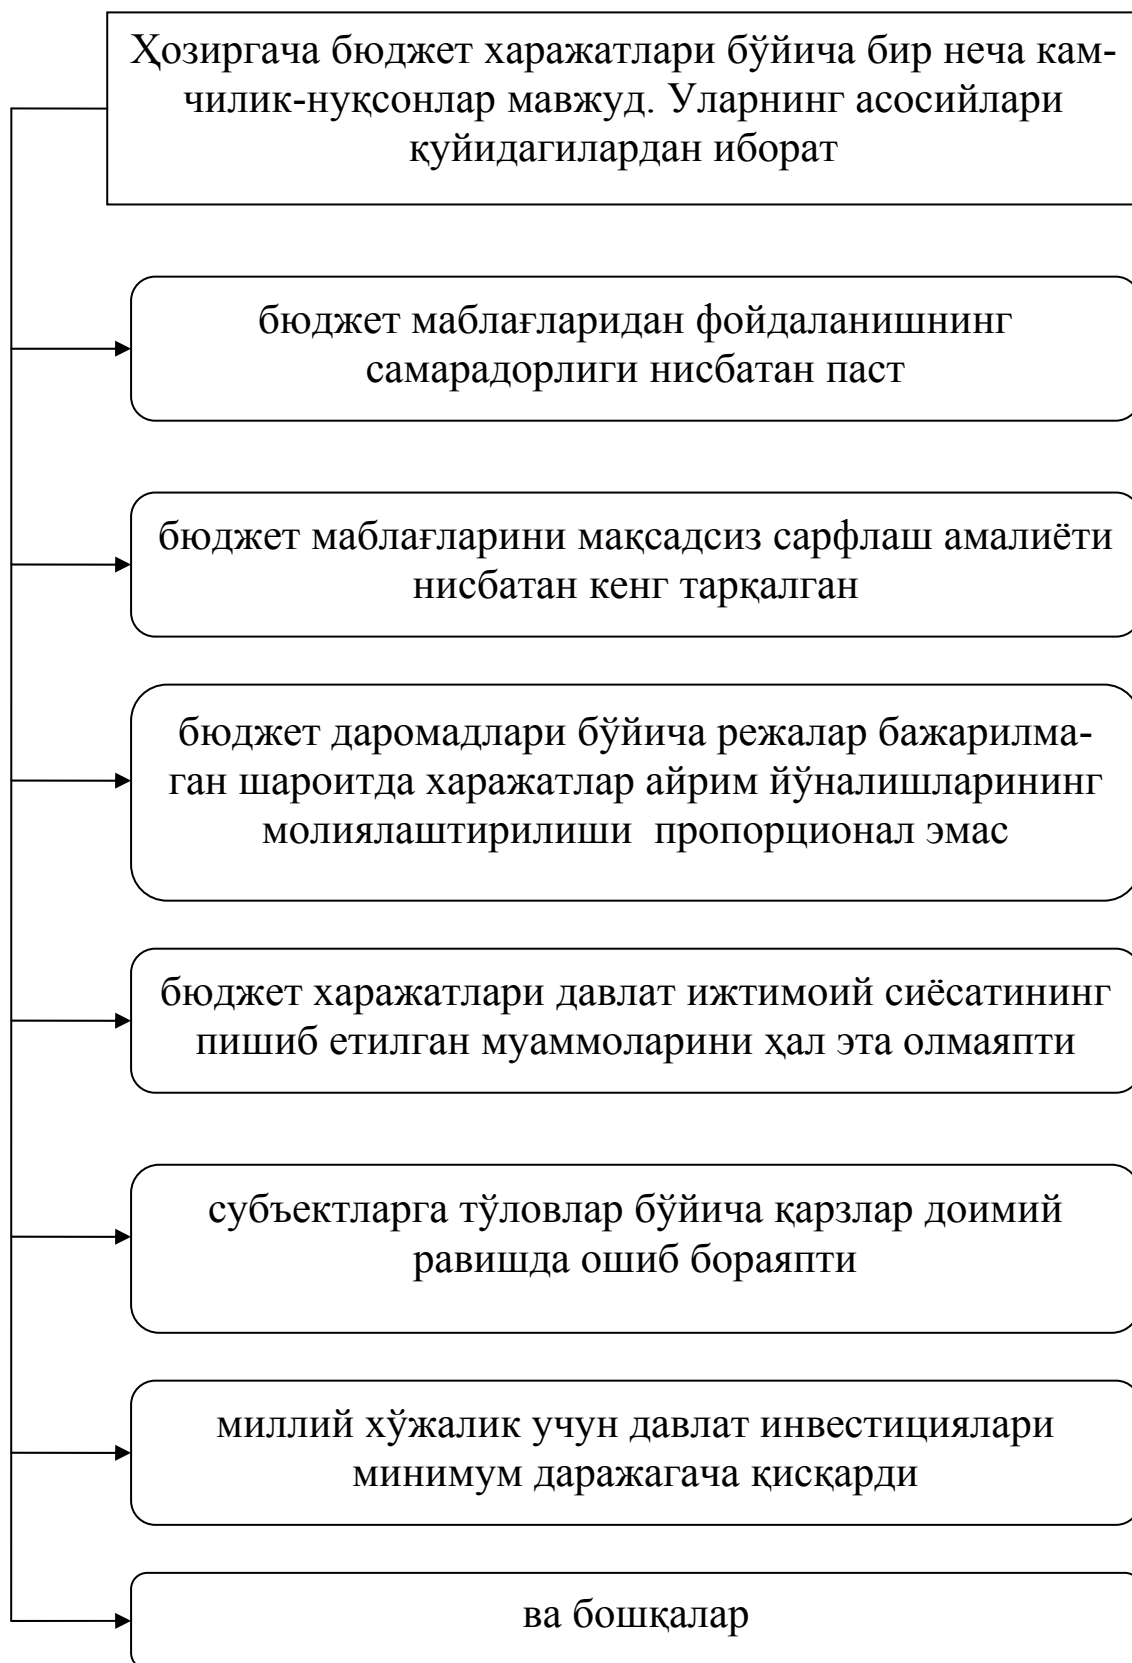 Ҳозиргача бюджет харажатлари бўйича бир неча кам-
чилик-нуқсонлар мавжуд. Уларнинг асосийлари
қуйидагилардан иборат
бюджет маблағларидан фойдаланишнинг
самарадорлиги нисбатан паст
бюджет маблағларини мақсадсиз сарфлаш амалиёти
нисбатан кенг тарқалган
бюджет даромадлари бўйича режалар бажарилма-
ган шароитда харажатлар айрим йўналишларининг
молиялаштирилиши пропорционал эмас
бюджет харажатлари давлат ижтимоий сиёсатининг
пишиб етилган муаммоларини ҳал эта олмаяпти
субъектларга тўловлар бўйича қарзлар доимий
равишда ошиб бораяпти
миллий хўжалик учун давлат инвестициялари
минимум даражагача қисқарди
ва бошқалар